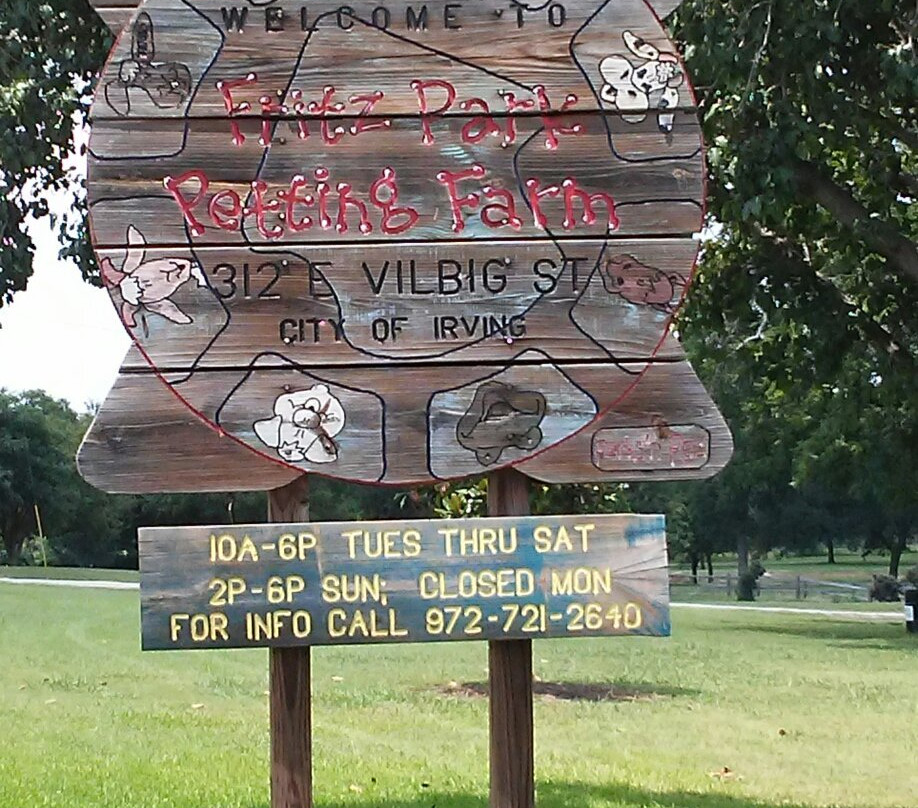 WELCOME TO
Fritz Park
Petting Farm
312 E VILBIG ST
CITY OF IRVING
10A-6P TUES THRU SAT
2P-6P SUN; CLOSED MON
FOR INFO CALL 972-721-2640